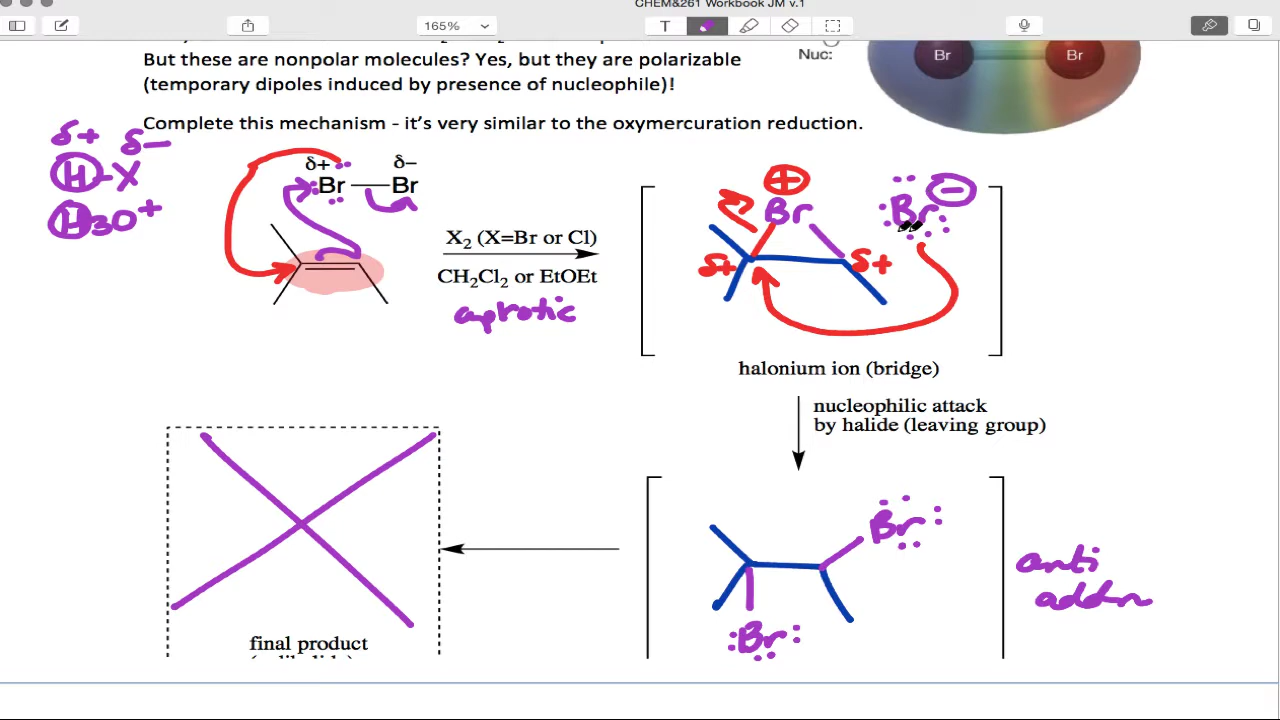 CHEM&261 Workbook JM v.1
165%
T
But these are nonpolar molecules? Yes, but they are polarizable
(temporary dipoles induced by presence of nucleophile)!
Nuc:
Br
Br
Complete this mechanism - it's very similar to the oxymercuration reduction.
δ+ δ−
H-X
H3O+
δ+ δ−
:Br — Br
X2 (X=Br or Cl)
CH2Cl2 or EtOEt
aprotic
+
Br
Br −
δ+ δ+
halonium ion (bridge)
nucleophilic attack
by halide (leaving group)
Br:
:Br:
anti
addn
final product